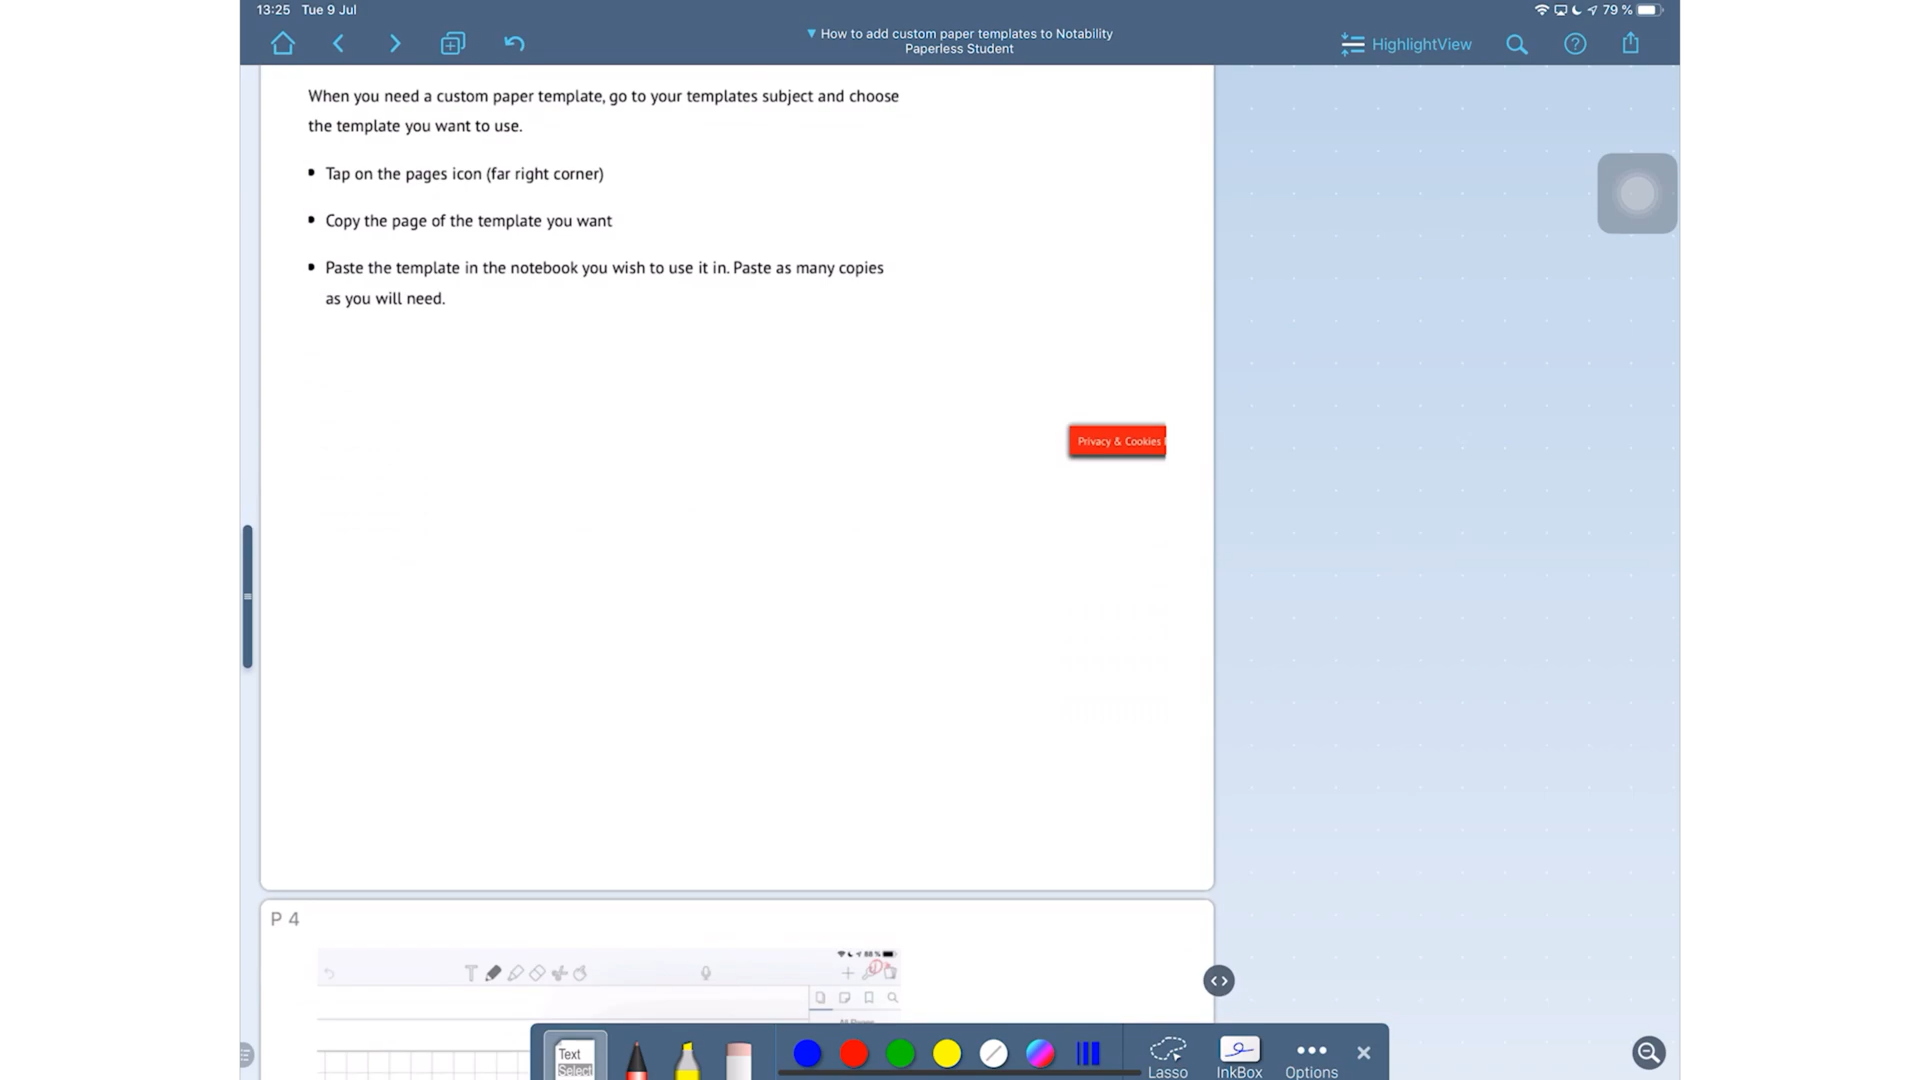 13:25 Tue 9 Jul
79 %
▼ How to add custom paper templates to Notability
Paperless Student
HighlightView
When you need a custom paper template, go to your templates subject and choose
the template you want to use.
• Tap on the pages icon (far right corner)
• Copy the page of the template you want
• Paste the template in the notebook you wish to use it in. Paste as many copies
as you will need.
Privacy & Cookies
P 4
88 %
Text
Select
Lasso
InkBox
Options